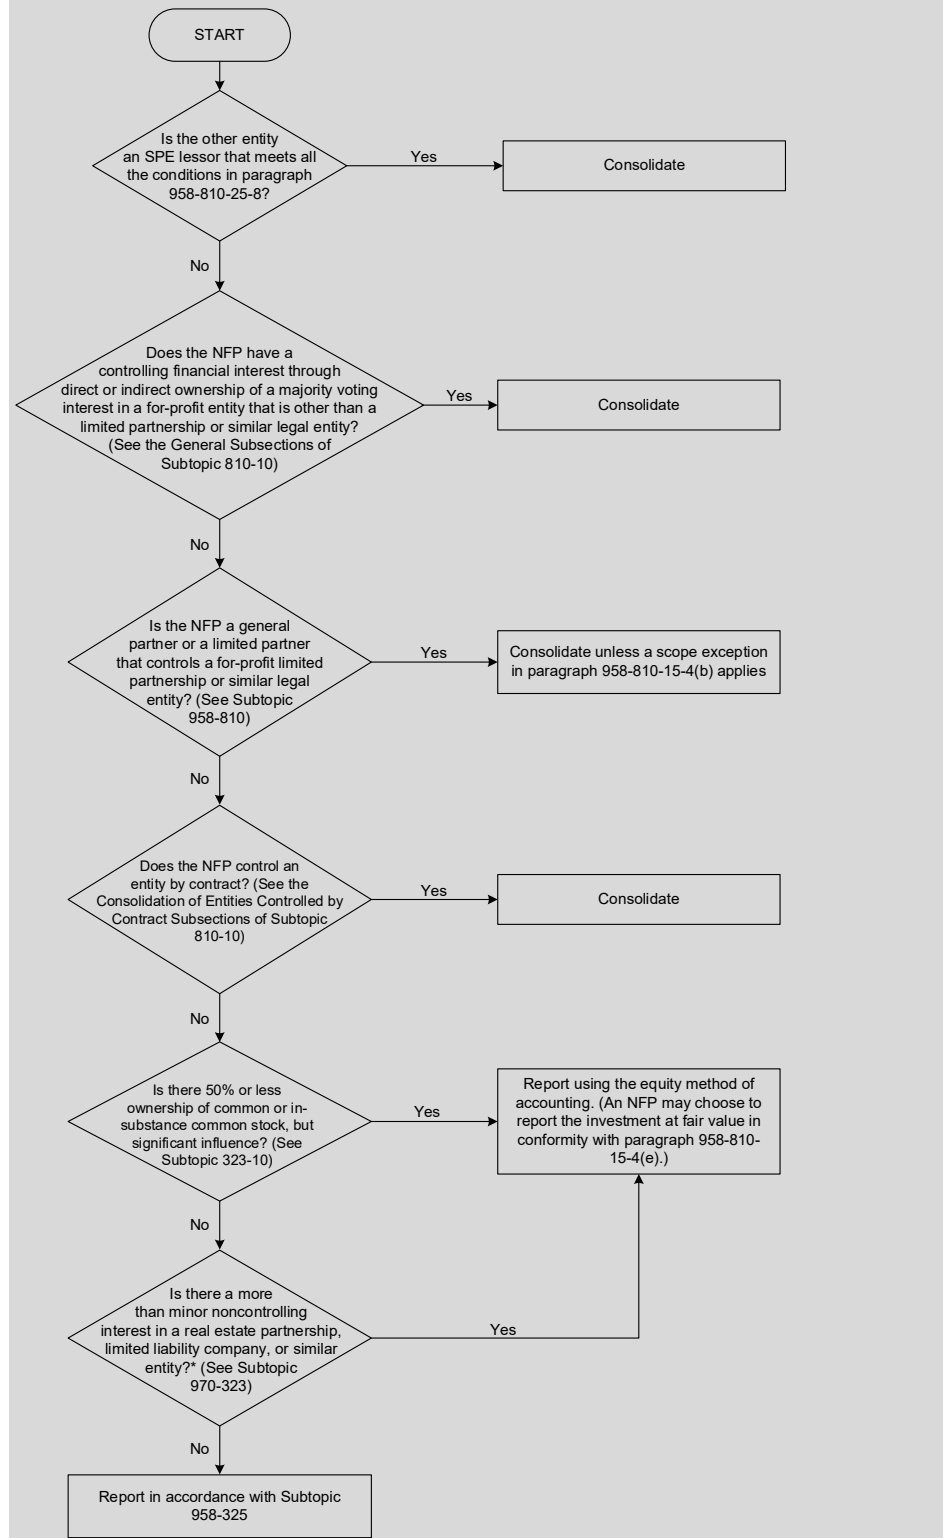 START
Is the other entity
an SPE lessor that meets all
the conditions in paragraph
958-810-25-8?
Yes
Consolidate
No
Does the NFP have a
controlling financial interest through
direct or indirect ownership of a majority voting
interest in a for-profit entity that is other than a
limited partnership or similar legal entity?
(See the General Subsections of
Subtopic 810-10)
Yes
Consolidate
No
Is the NFP a general
partner or a limited partner
that controls a for-profit limited
partnership or similar legal
entity? (See Subtopic
958-810)
Yes
Consolidate unless a scope exception
in paragraph 958-810-15-4(b) applies
No
Does the NFP control an
entity by contract? (See the
Consolidation of Entities Controlled by
Contract Subsections of Subtopic
810-10)
Yes
Consolidate
No
Is there 50% or less
ownership of common or in-
substance common stock, but
significant influence? (See
Subtopic 323-10)
Yes
Report using the equity method of
accounting. (An NFP may choose to
report the investment at fair value in
conformity with paragraph 958-810-
15-4(e).)
No
Is there a more
than minor noncontrolling
interest in a real estate partnership,
limited liability company, or similar
entity?* (See Subtopic
970-323)
Yes
No
Report in accordance with Subtopic
958-325